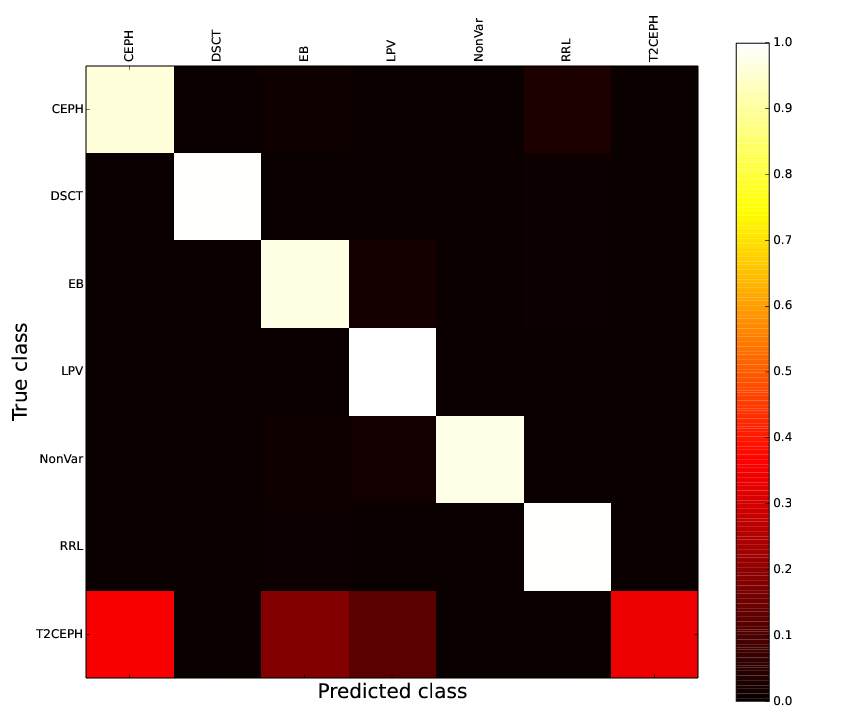 CEPH
DSCT
EB
LPV
NonVar
RRL
T2CEPH
CEPH
DSCT
EB
LPV
NonVar
RRL
T2CEPH
True class
Predicted class
1.0
0.9
0.8
0.7
0.6
0.5
0.4
0.3
0.2
0.1
0.0